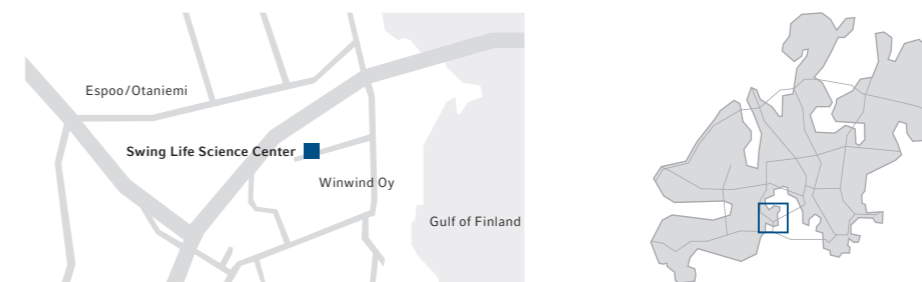 Espoo/Otaniemi
Swing Life Science Center
Winwind Oy
Gulf of Finland